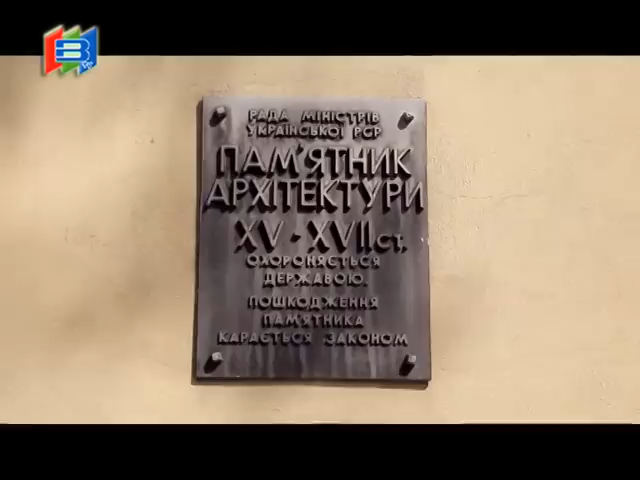 РАДА МІНІСТРІВ
УКРАЇНСЬКОЇ РСР
ПАМ'ЯТНИК
АРХІТЕКТУРИ
XV - XVII ст.
ОХОРОНЯЄТЬСЯ
ДЕРЖАВОЮ.
ПОШКОДЖЕННЯ
ПАМ'ЯТНИКА
КАРАЄТЬСЯ ЗАКОНОМ